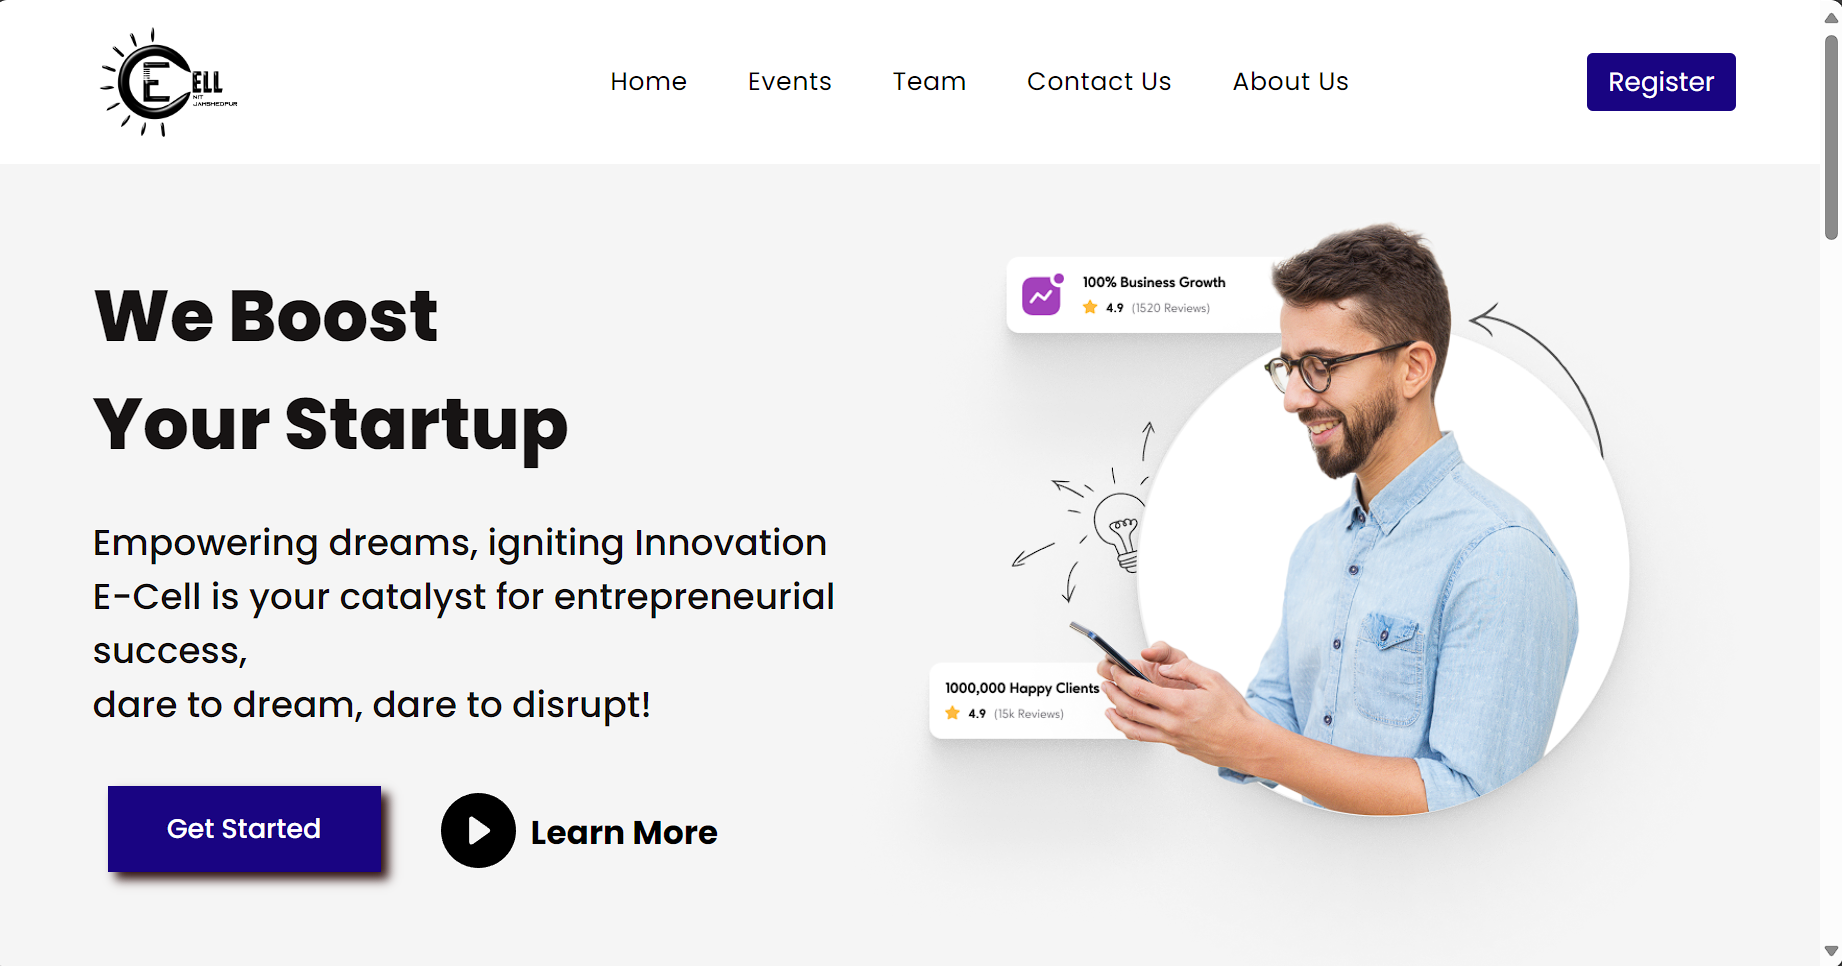 E
ELL
NIT
JAMSHEDPUR
Home Events Team Contact Us About Us Register
We Boost
Your Startup
Empowering dreams, igniting Innovation
E-Cell is your catalyst for entrepreneurial
success,
dare to dream, dare to disrupt!
Get Started Learn More
100% Business Growth
4.9 (1520 Reviews)
1000,000 Happy Clients
4.9 (15k Reviews)